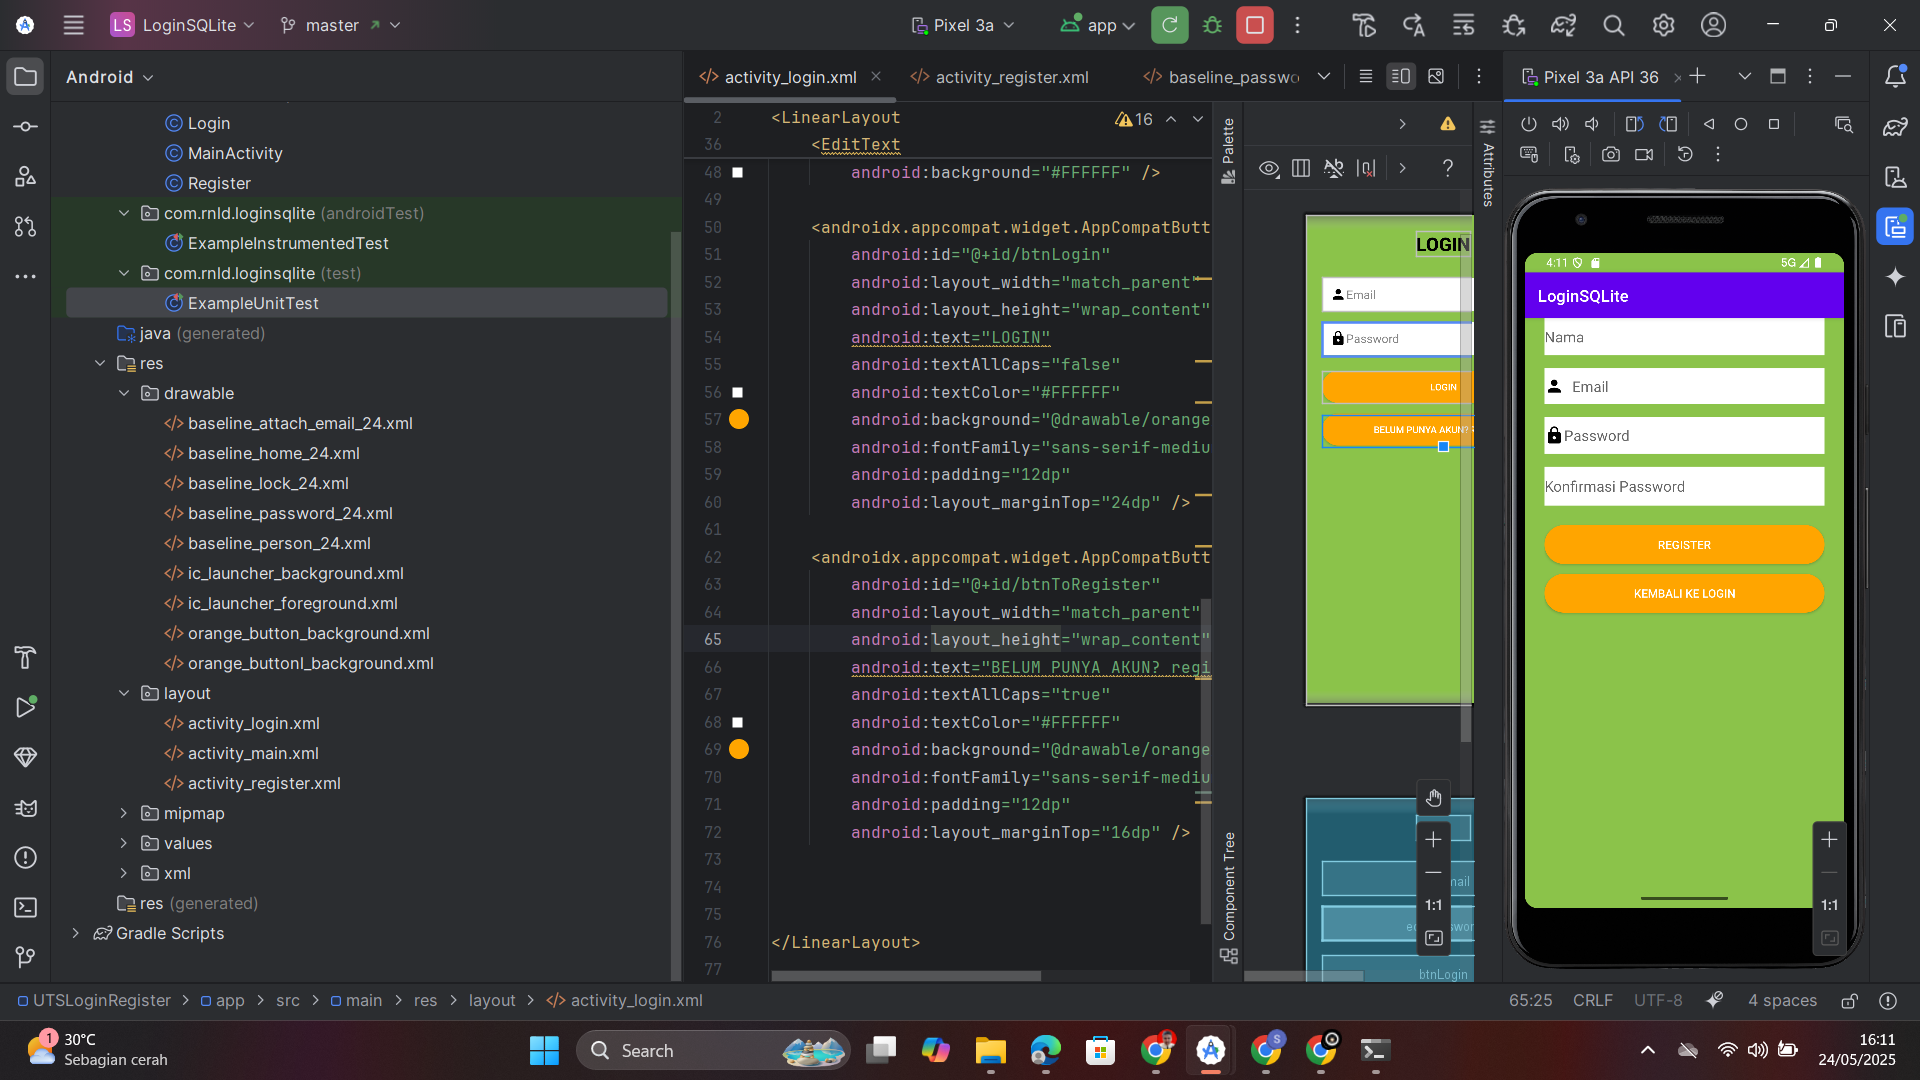 LS LoginSQLite master
Pixel 3a app
Android
activity_login.xml
activity_register.xml
Pixel 3a API 36
Login
MainActivity
Register
com.rnld.loginsqlite (androidTest)
ExampleInstrumentedTest
com.rnld.loginsqlite (test)
ExampleUnitTest
java (generated)
res
drawable
baseline_attach_email_24.xml
baseline_home_24.xml
baseline_lock_24.xml
baseline_password_24.xml
baseline_person_24.xml
ic_launcher_background.xml
ic_launcher_foreground.xml
orange_button_background.xml
orange_buttonl_background.xml
layout
activity_login.xml
activity_main.xml
activity_register.xml
mipmap
values
xml
res (generated)
Gradle Scripts
2 <LinearLayout
16
36 <EditText
48 android:background="#FFFFFF" />
49
50 <androidx.appcompat.widget.AppCompatButt
51 android:id="@+id/btnLogin"
52 android:layout_width="match_parent"
53 android:layout_height="wrap_content"
54 android:text="LOGIN"
55 android:textAllCaps="false"
56 android:textColor="#FFFFFF"
57 android:background="@drawable/orange
58 android:fontFamily="sans-serif-mediu
59 android:padding="12dp"
60 android:layout_marginTop="24dp" />
61
62 <androidx.appcompat.widget.AppCompatButt
63 android:id="@+id/btnToRegister"
64 android:layout_width="match_parent"
65 android:layout_height="wrap_content"
66 android:text="BELUM PUNYA AKUN? regi
67 android:textAllCaps="true"
68 android:textColor="#FFFFFF"
69 android:background="@drawable/orange
70 android:fontFamily="sans-serif-mediu
71 android:padding="12dp"
72 android:layout_marginTop="16dp" />
73
74
75
76 </LinearLayout>
77
Palette
Component Tree
Attributes
?
LOGIN
Email
Password
LOGIN
BELUM PUNYA AKUN?
btnLogin
1:1
4:11 5G
LoginSQLite
Nama
Email
Password
Konfirmasi Password
REGISTER
KEMBALI KE LOGIN
1:1
UTSLoginRegister > app > src > main > res > layout > activity_login.xml
65:25 CRLF UTF-8 4 spaces
1
30°C
Sebagian cerah
Search
S
16:11
24/05/2025